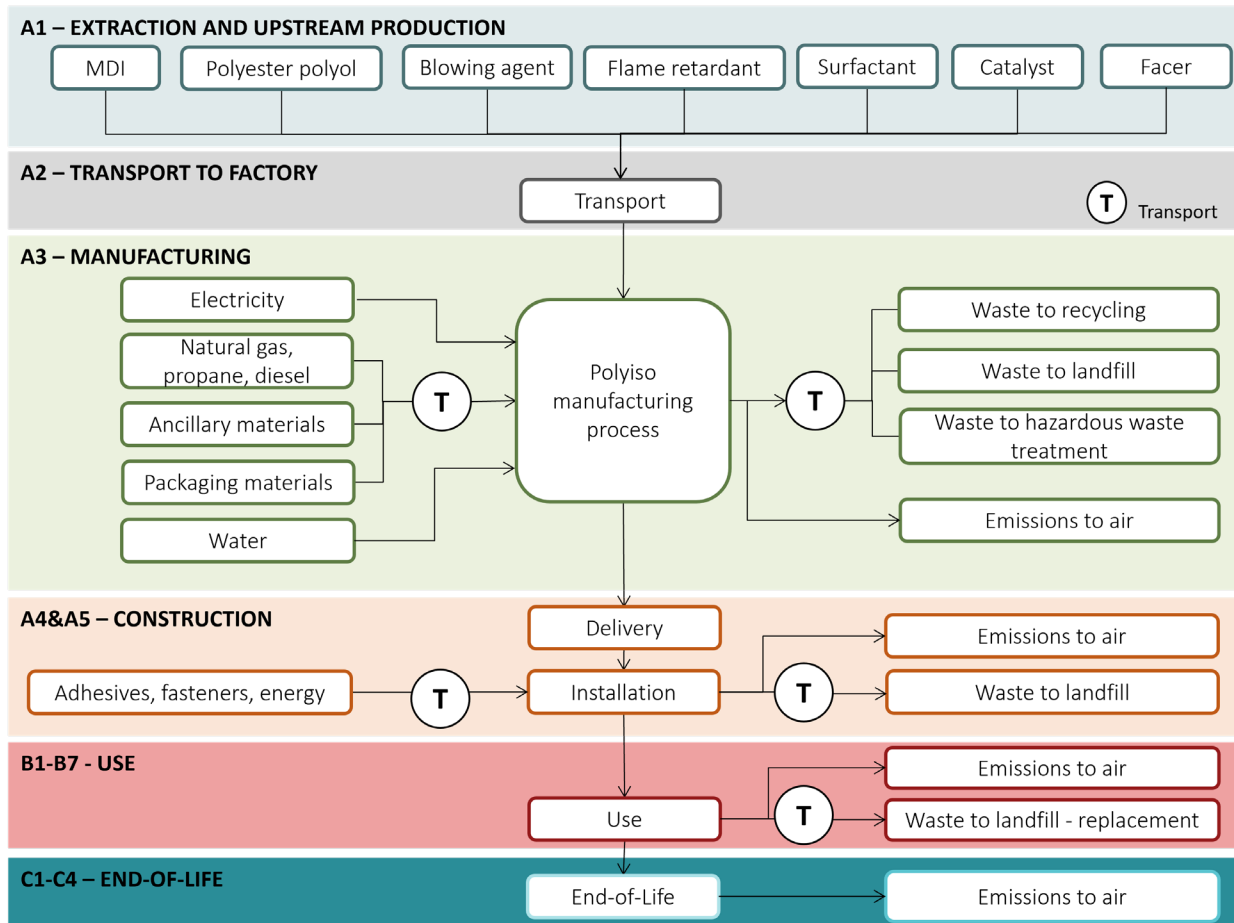 A1 – EXTRACTION AND UPSTREAM PRODUCTION
MDI
Polyester polyol
Blowing agent
Flame retardant
Surfactant
Catalyst
Facer
A2 – TRANSPORT TO FACTORY
Transport
T
Transport
A3 – MANUFACTURING
Electricity
Natural gas,
propane, diesel
Ancillary materials
Packaging materials
Water
T
Polyiso
manufacturing
process
T
Waste to recycling
Waste to landfill
Waste to hazardous waste
treatment
Emissions to air
A4&A5 – CONSTRUCTION
Delivery
Emissions to air
Adhesives, fasteners, energy
T
Installation
T
Waste to landfill
B1-B7 - USE
Emissions to air
Use
T
Waste to landfill - replacement
C1-C4 – END-OF-LIFE
End-of-Life
Emissions to air